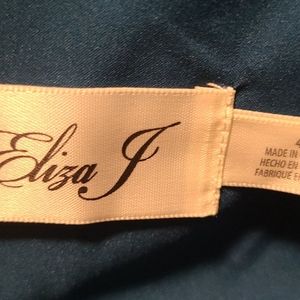 Eliza J
4
MADE IN
HECHO EN
FABRIQUE